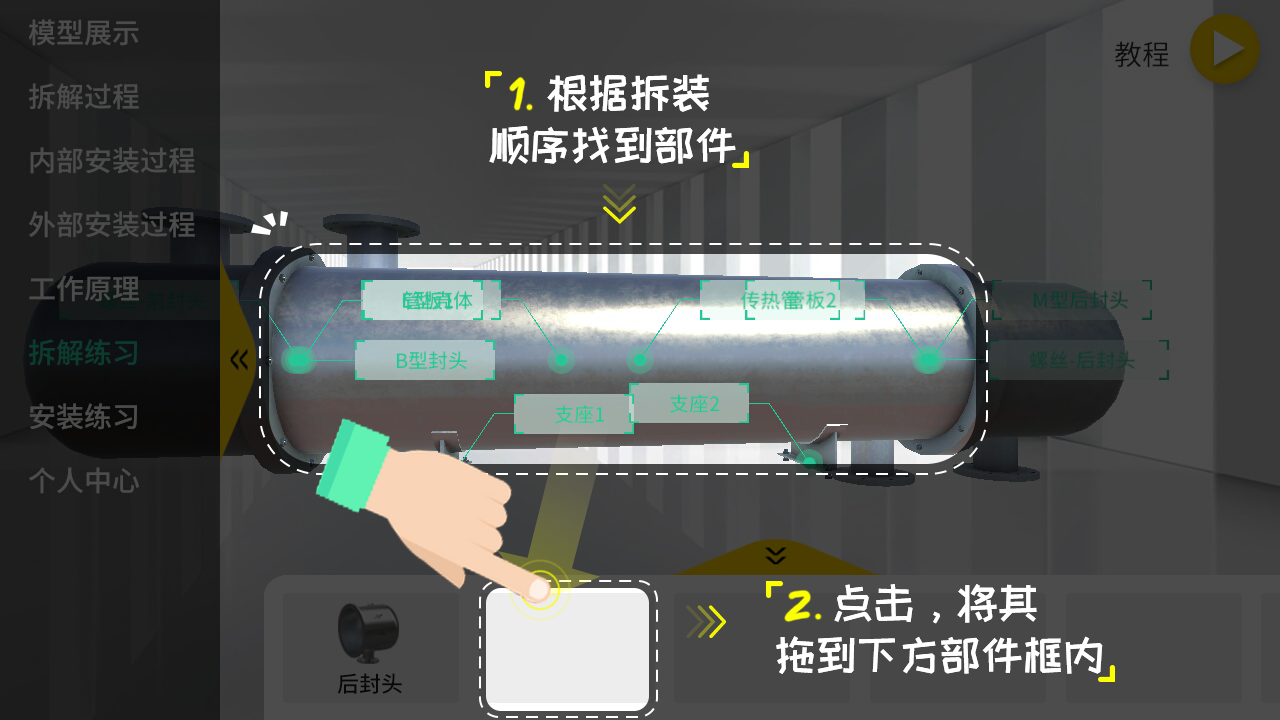 模型展示
拆解过程
内部安装过程
外部安装过程
工作原理
拆解练习
安装练习
个人中心
教程
1. 根据拆装
顺序找到部件
传热管
管板2
M型后封头
B型封头
螺丝-后封头
支座1
支座2
2. 点击，将其
拖到下方部件框内
后封头